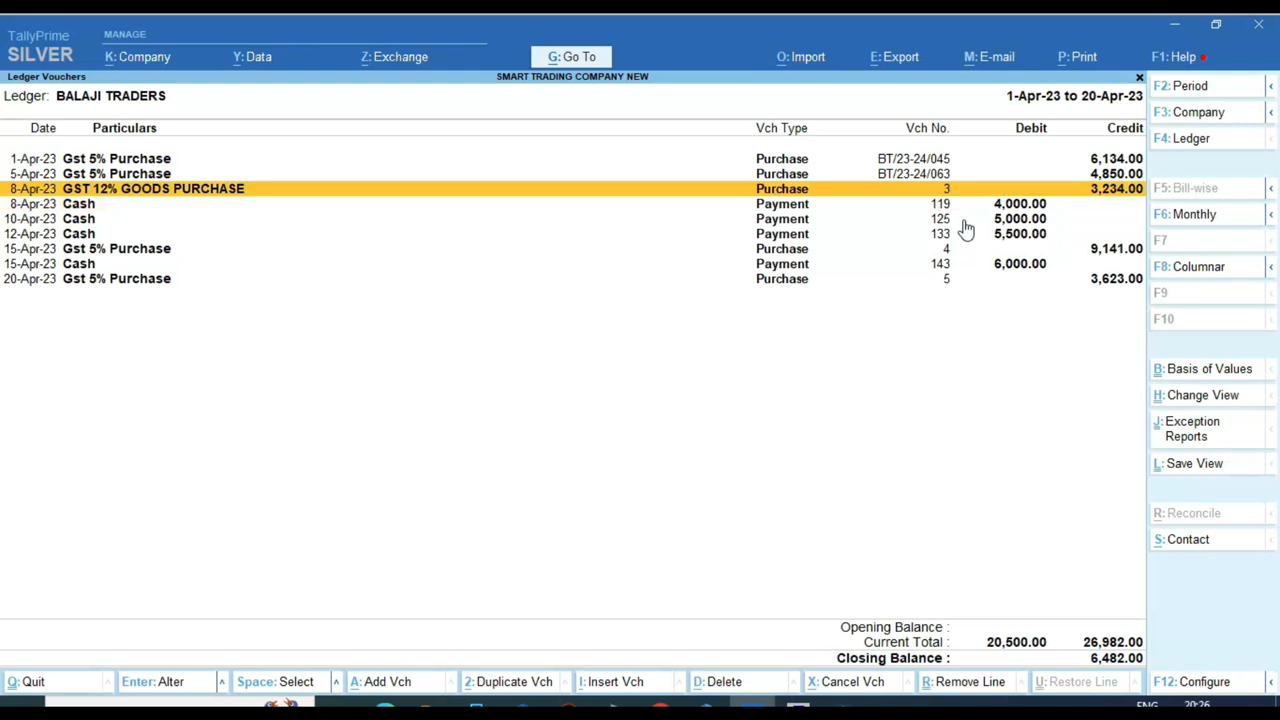 TallyPrime
SILVER
MANAGE
K: Company
Y: Data
Z: Exchange
G: Go To
O: Import
E: Export
M: E-mail
P: Print
F1: Help
Ledger Vouchers
SMART TRADING COMPANY NEW
Ledger: BALAJI TRADERS
1-Apr-23 to 20-Apr-23
Date Particulars Vch Type Vch No. Debit Credit
1-Apr-23 Gst 5% Purchase Purchase BT/23-24/045 6,134.00
5-Apr-23 Gst 5% Purchase Purchase BT/23-24/063 4,850.00
8-Apr-23 GST 12% GOODS PURCHASE Purchase 3 3,234.00
8-Apr-23 Cash Payment 119 4,000.00
10-Apr-23 Cash Payment 125 5,000.00
12-Apr-23 Cash Payment 133 5,500.00
15-Apr-23 Gst 5% Purchase Purchase 4 9,141.00
15-Apr-23 Cash Payment 143 6,000.00
20-Apr-23 Gst 5% Purchase Purchase 5 3,623.00
Opening Balance :
Current Total : 20,500.00 26,982.00
Closing Balance : 6,482.00
F2: Period
F3: Company
F4: Ledger
F5: Bill-wise
F6: Monthly
F7
F8: Columnar
F9
F10
B: Basis of Values
H: Change View
J: Exception
Reports
L: Save View
R: Reconcile
S: Contact
Q: Quit
Enter: Alter
Space: Select
A: Add Vch
2: Duplicate Vch
I: Insert Vch
D: Delete
X: Cancel Vch
R: Remove Line
U: Restore Line
F12: Configure
ENG 20:26